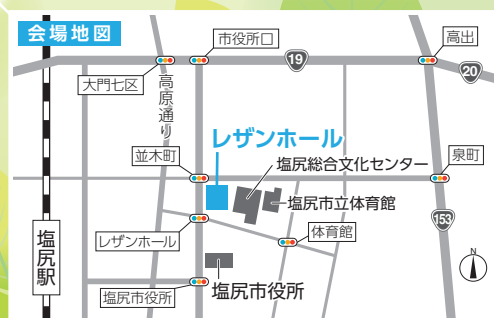 会場地図
市役所口
高出
19
20
大門七区
高原通り
レザンホール
並木町
塩尻総合文化センター
泉町
塩尻市立体育館
153
レザンホール
体育館
N
塩尻駅
塩尻市役所
塩尻市役所